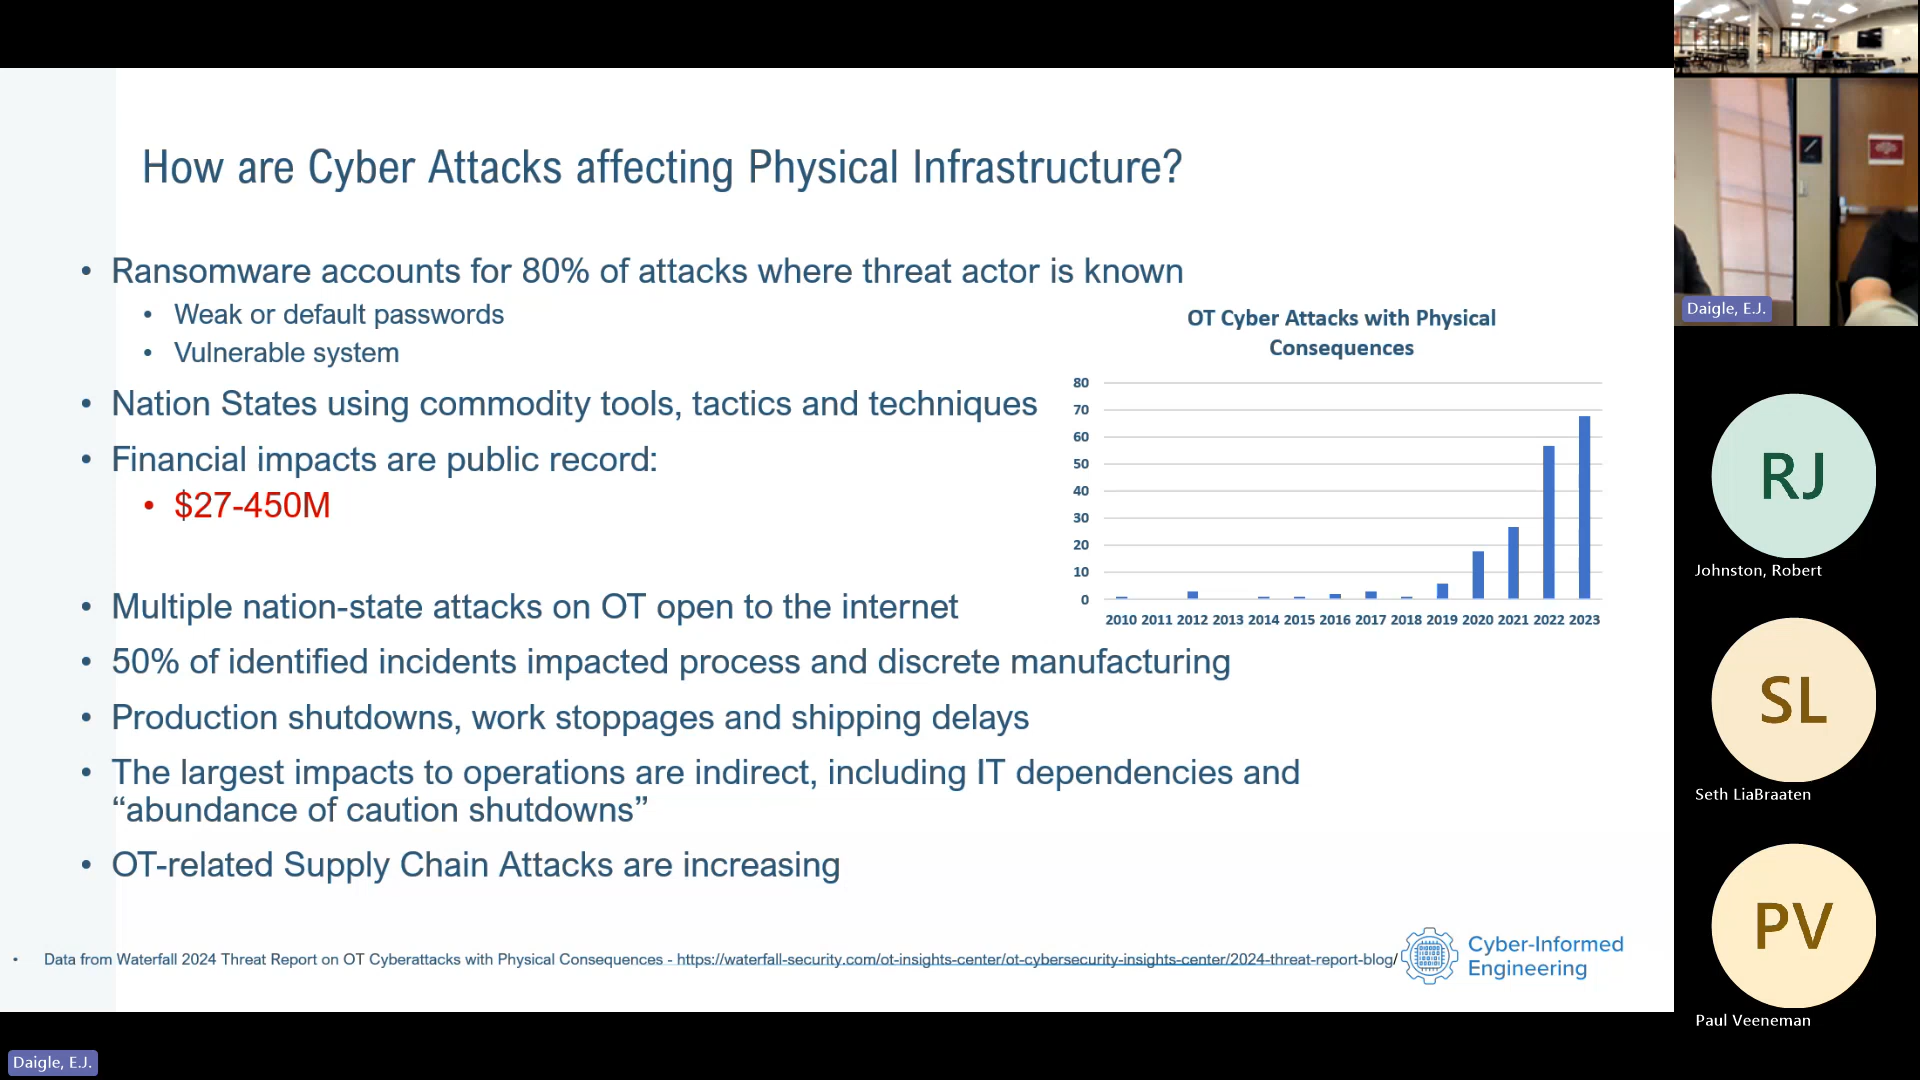 How are Cyber Attacks affecting Physical Infrastructure?
• Ransomware accounts for 80% of attacks where threat actor is known
• Weak or default passwords
• Vulnerable system
• Nation States using commodity tools, tactics and techniques
• Financial impacts are public record:
• $27-450M
• Multiple nation-state attacks on OT open to the internet
• 50% of identified incidents impacted process and discrete manufacturing
• Production shutdowns, work stoppages and shipping delays
• The largest impacts to operations are indirect, including IT dependencies and
“abundance of caution shutdowns”
• OT-related Supply Chain Attacks are increasing
OT Cyber Attacks with Physical
Consequences
80
70
60
50
40
30
20
10
0
2010 2011 2012 2013 2014 2015 2016 2017 2018 2019 2020 2021 2022 2023
• Data from Waterfall 2024 Threat Report on OT Cyberattacks with Physical Consequences - https://waterfall-security.com/ot-insights-center/ot-cybersecurity-insights-center/2024-threat-report-blog/
Cyber-Informed
Engineering
Daigle, E.J.
RJ
Johnston, Robert
SL
Seth LiaBraaten
PV
Paul Veeneman
Daigle, E.J.